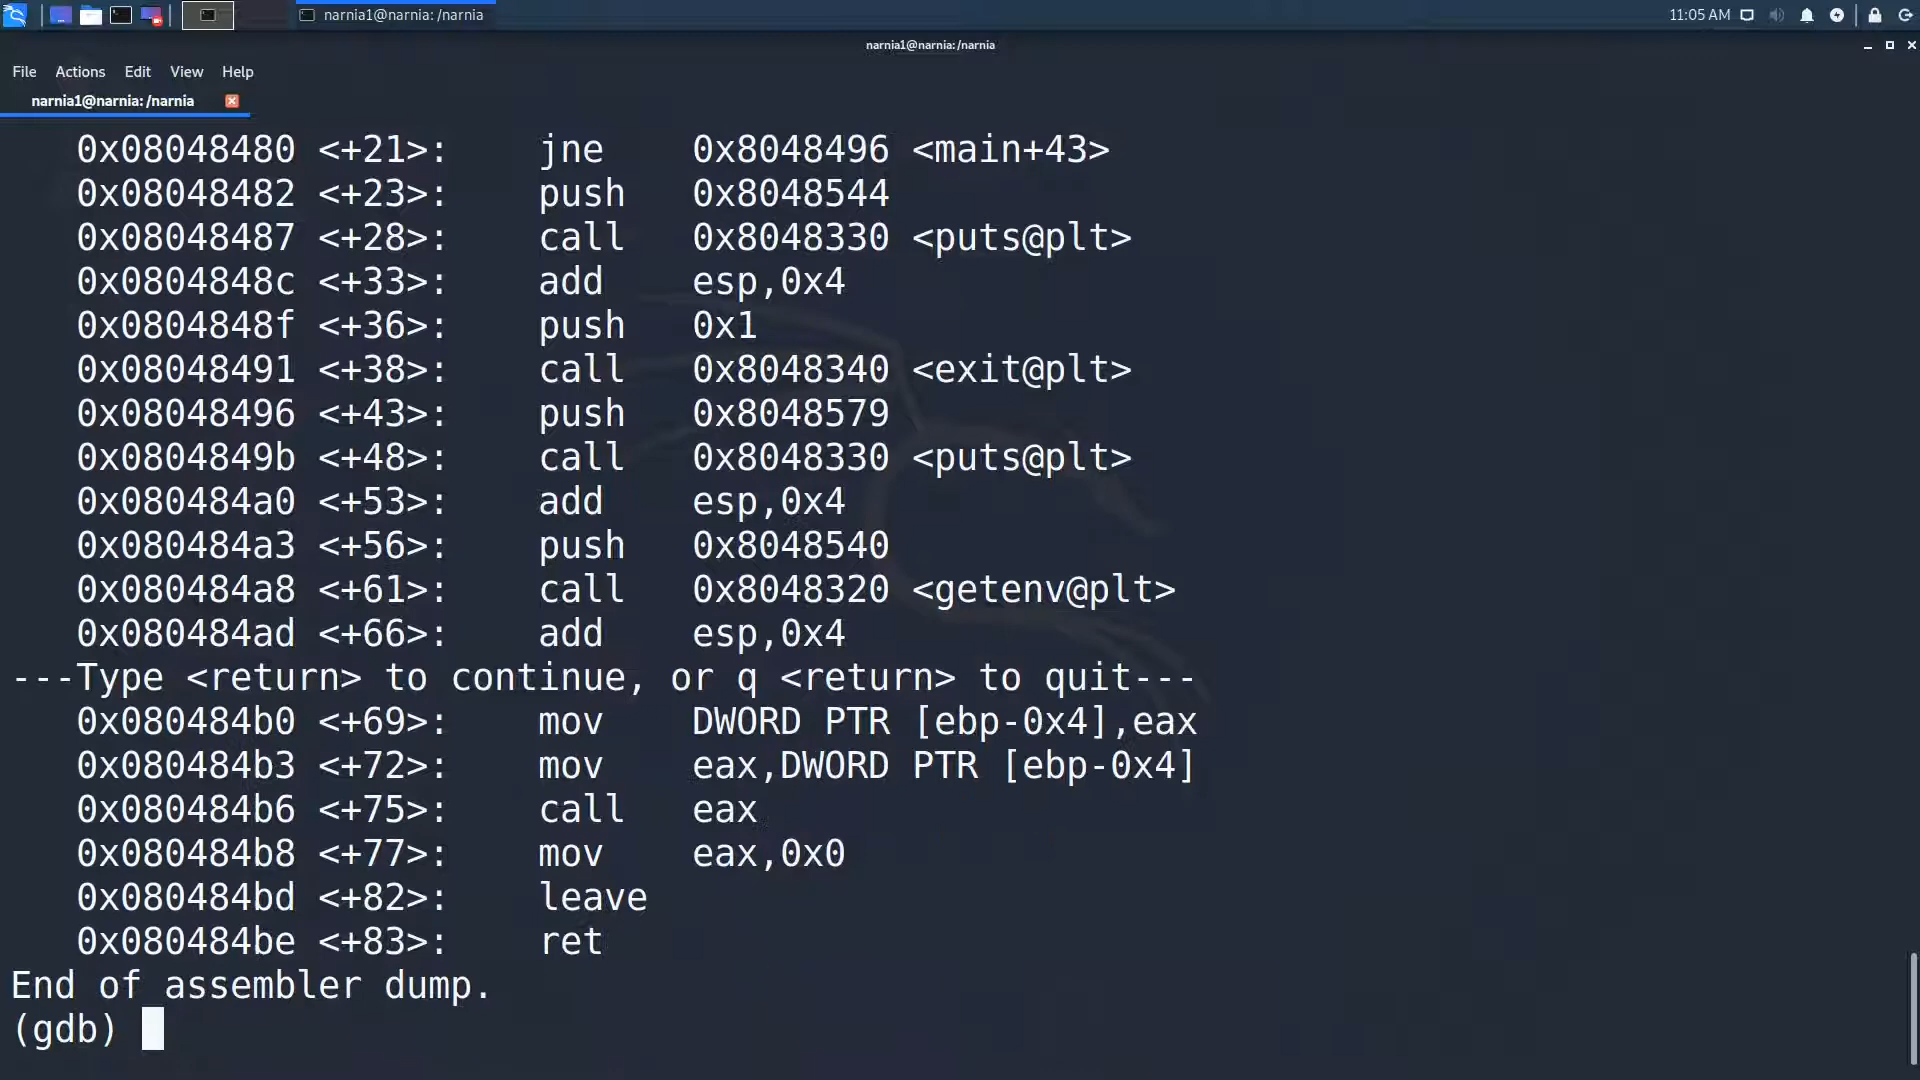 narnia1@narnia: /narnia
11:05 AM
narnia1@narnia: /narnia
File Actions Edit View Help
narnia1@narnia: /narnia
0x08048480 <+21>: jne 0x8048496 <main+43>
0x08048482 <+23>: push 0x8048544
0x08048487 <+28>: call 0x8048330 <puts@plt>
0x0804848c <+33>: add esp,0x4
0x0804848f <+36>: push 0x1
0x08048491 <+38>: call 0x8048340 <exit@plt>
0x08048496 <+43>: push 0x8048579
0x0804849b <+48>: call 0x8048330 <puts@plt>
0x080484a0 <+53>: add esp,0x4
0x080484a3 <+56>: push 0x8048540
0x080484a8 <+61>: call 0x8048320 <getenv@plt>
0x080484ad <+66>: add esp,0x4
---Type <return> to continue, or q <return> to quit---
0x080484b0 <+69>: mov DWORD PTR [ebp-0x4],eax
0x080484b3 <+72>: mov eax,DWORD PTR [ebp-0x4]
0x080484b6 <+75>: call eax
0x080484b8 <+77>: mov eax,0x0
0x080484bd <+82>: leave
0x080484be <+83>: ret
End of assembler dump.
(gdb)